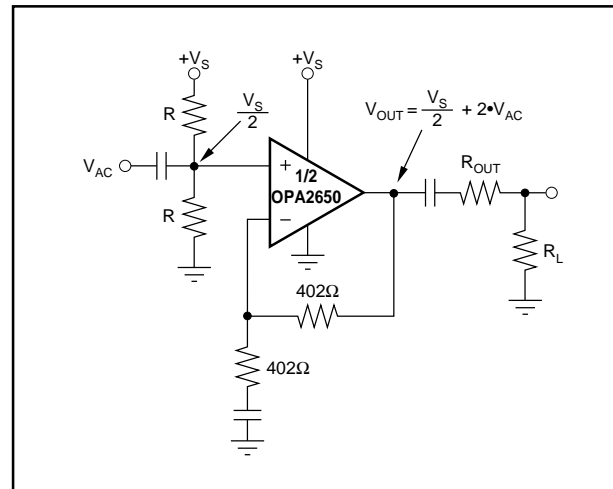 +V_S
+V_S
R
V_S/2
V_OUT = V_S/2 + 2•V_AC
V_AC
R
+
1/2
OPA2650
−
R_OUT
R_L
402Ω
402Ω